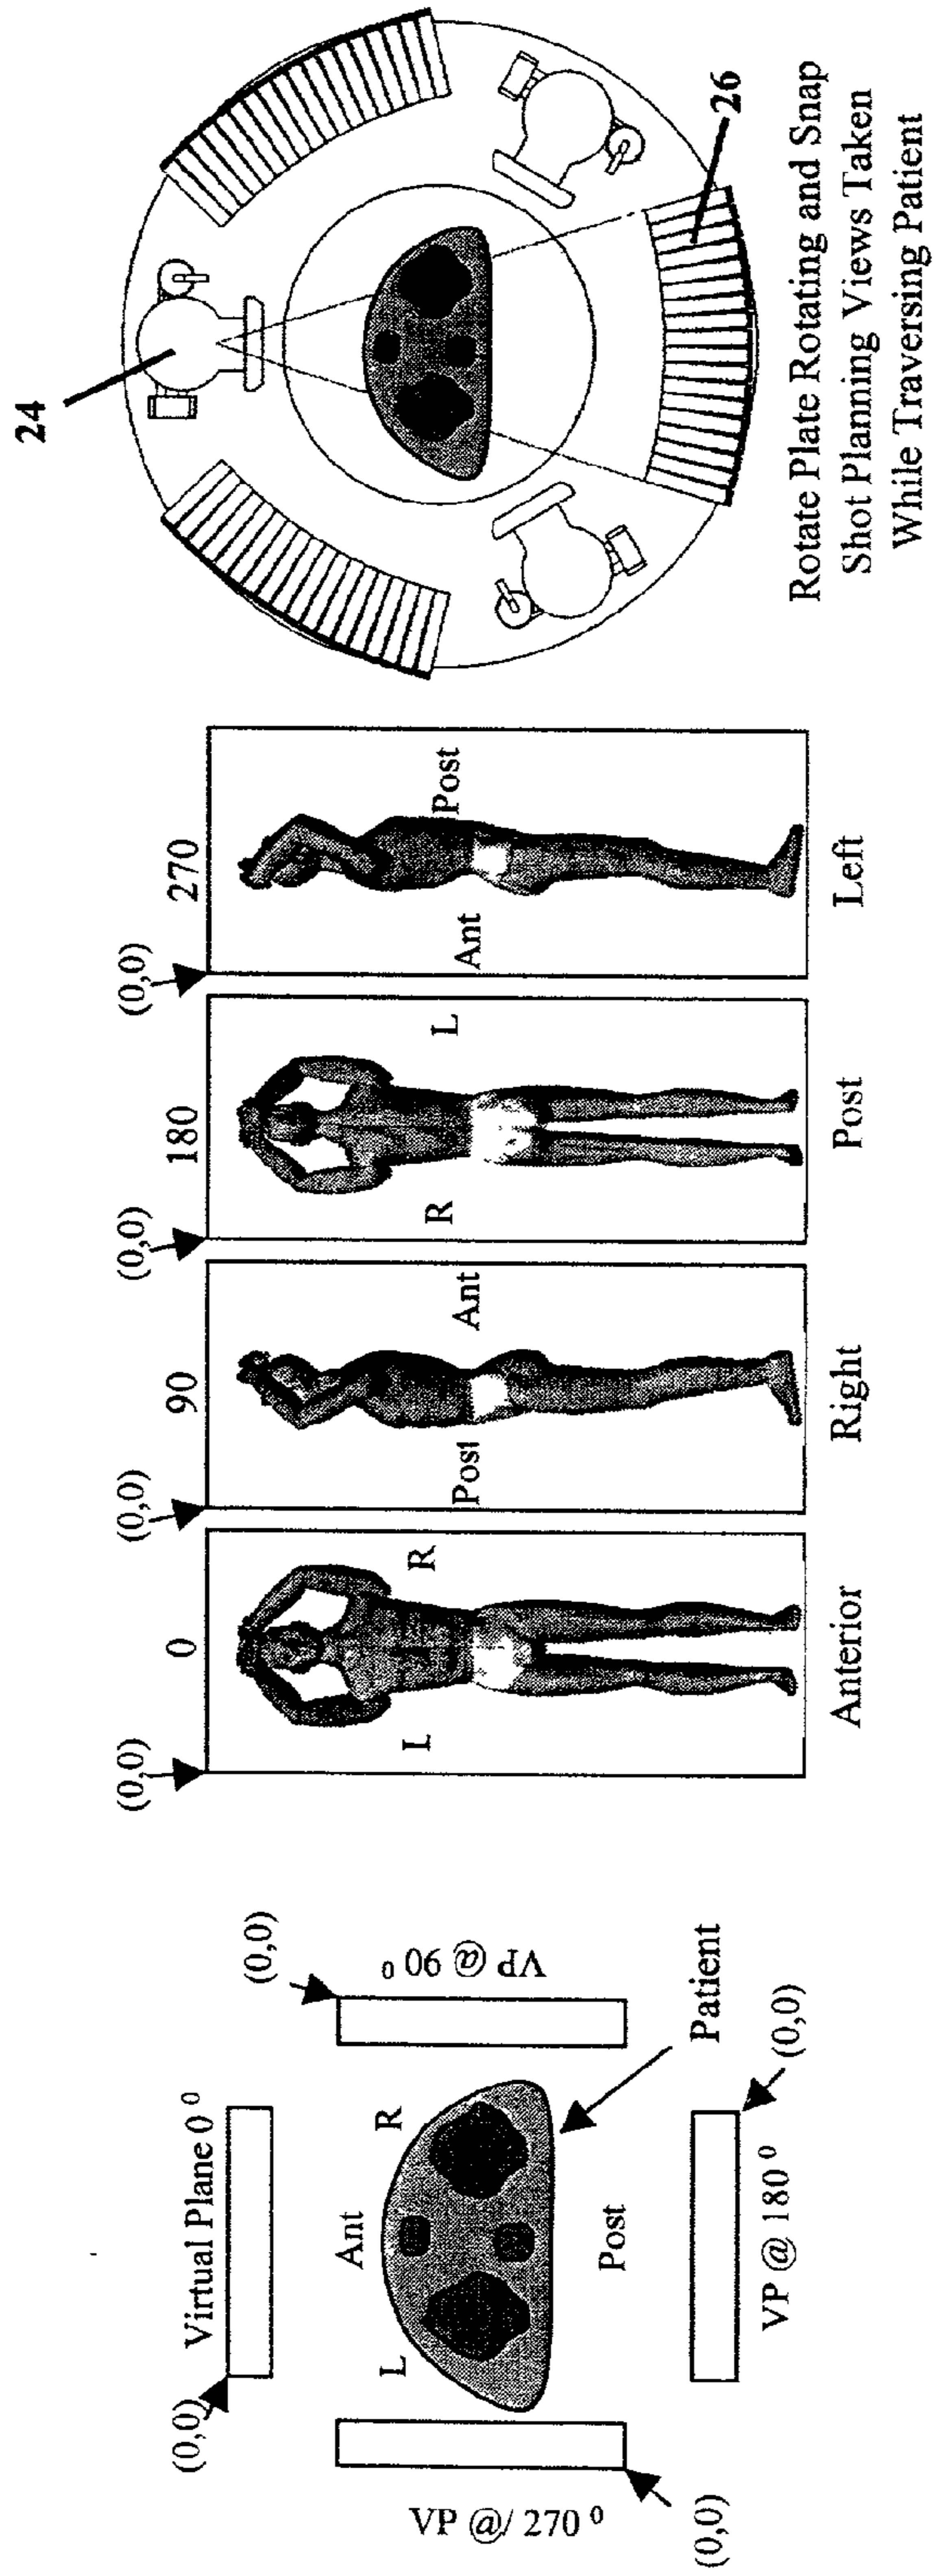 (0,0)
Virtual Plane 0 0
(0,0)
VP @ 90 0
Ant
L
R
Post
Patient
VP @/ 270 0
(0,0)
VP @ 180 0
(0,0)
(0,0)
0
L
R
Anterior
(0,0)
90
Post
Ant
Right
(0,0)
180
R
L
Post
(0,0)
270
Ant
Post
Left
24
26
Rotate Plate Rotating and Snap
Shot Planning Views Taken
While Traversing Patient